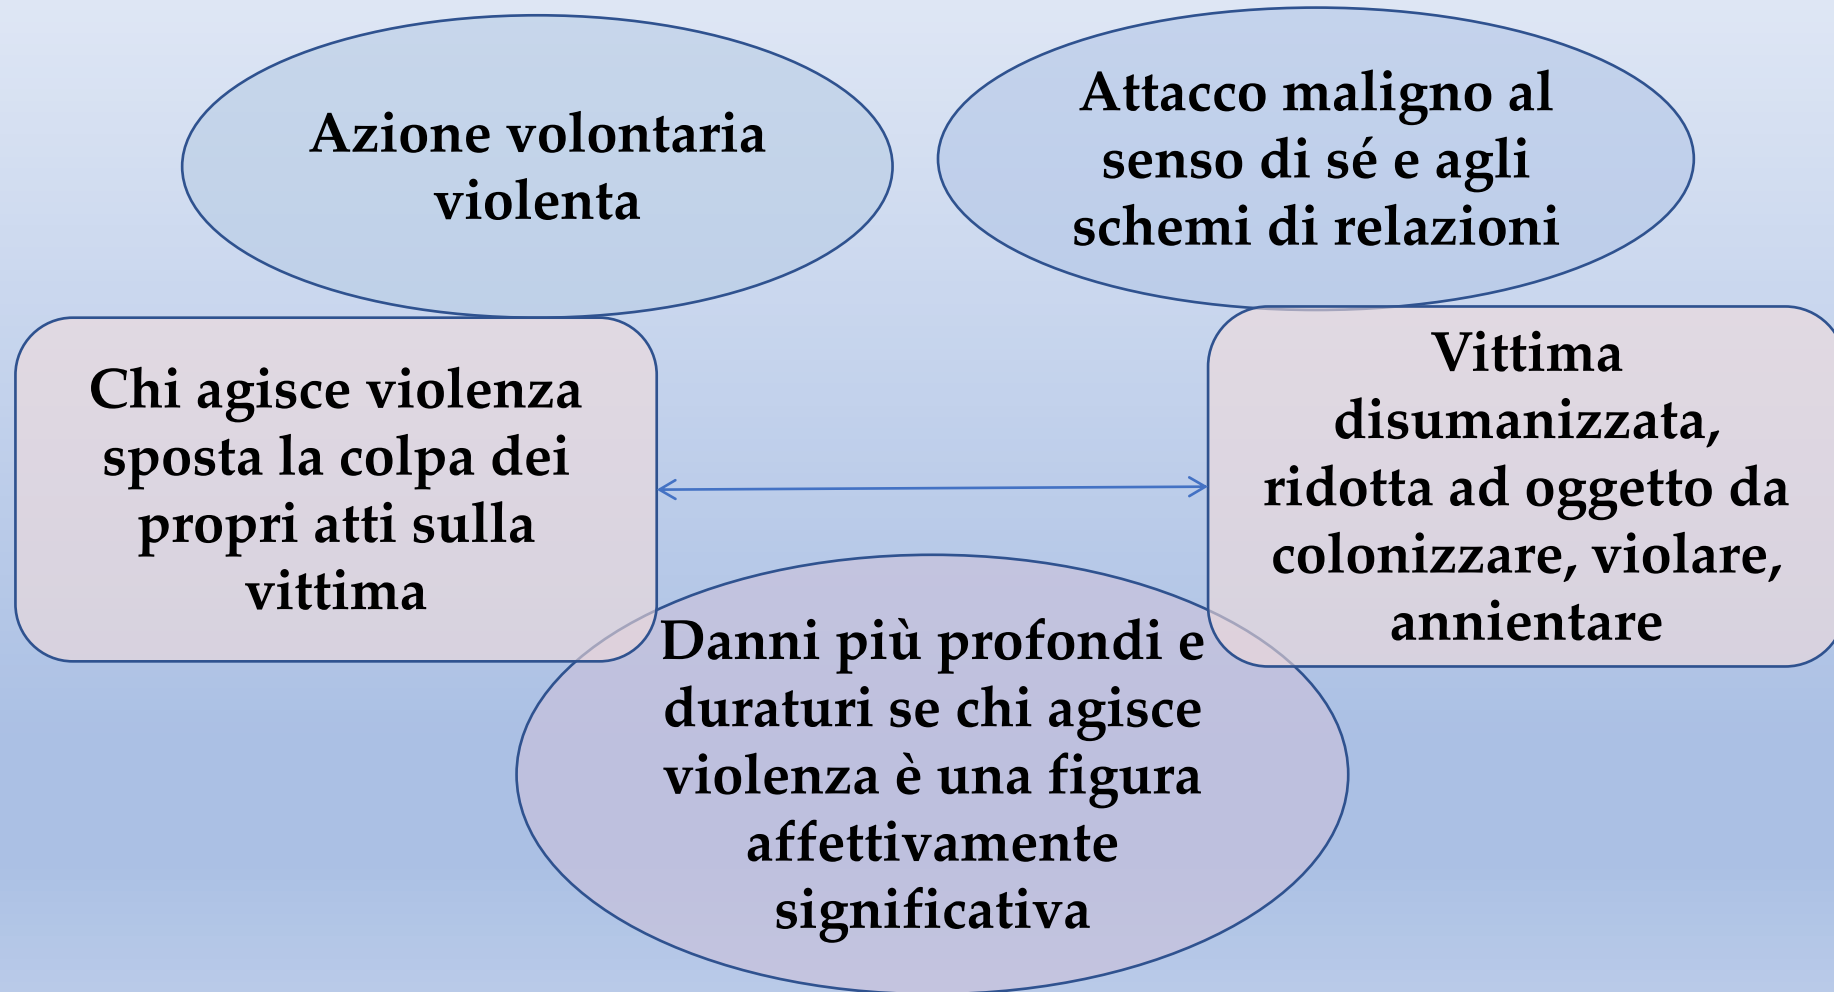 Azione volontaria
violenta
Attacco maligno al
senso di sé e agli
schemi di relazioni
Chi agisce violenza
sposta la colpa dei
propri atti sulla
vittima
Vittima
disumanizzata,
ridotta ad oggetto da
colonizzare, violare,
annientare
Danni più profondi e
duraturi se chi agisce
violenza è una figura
affettivamente
significativa